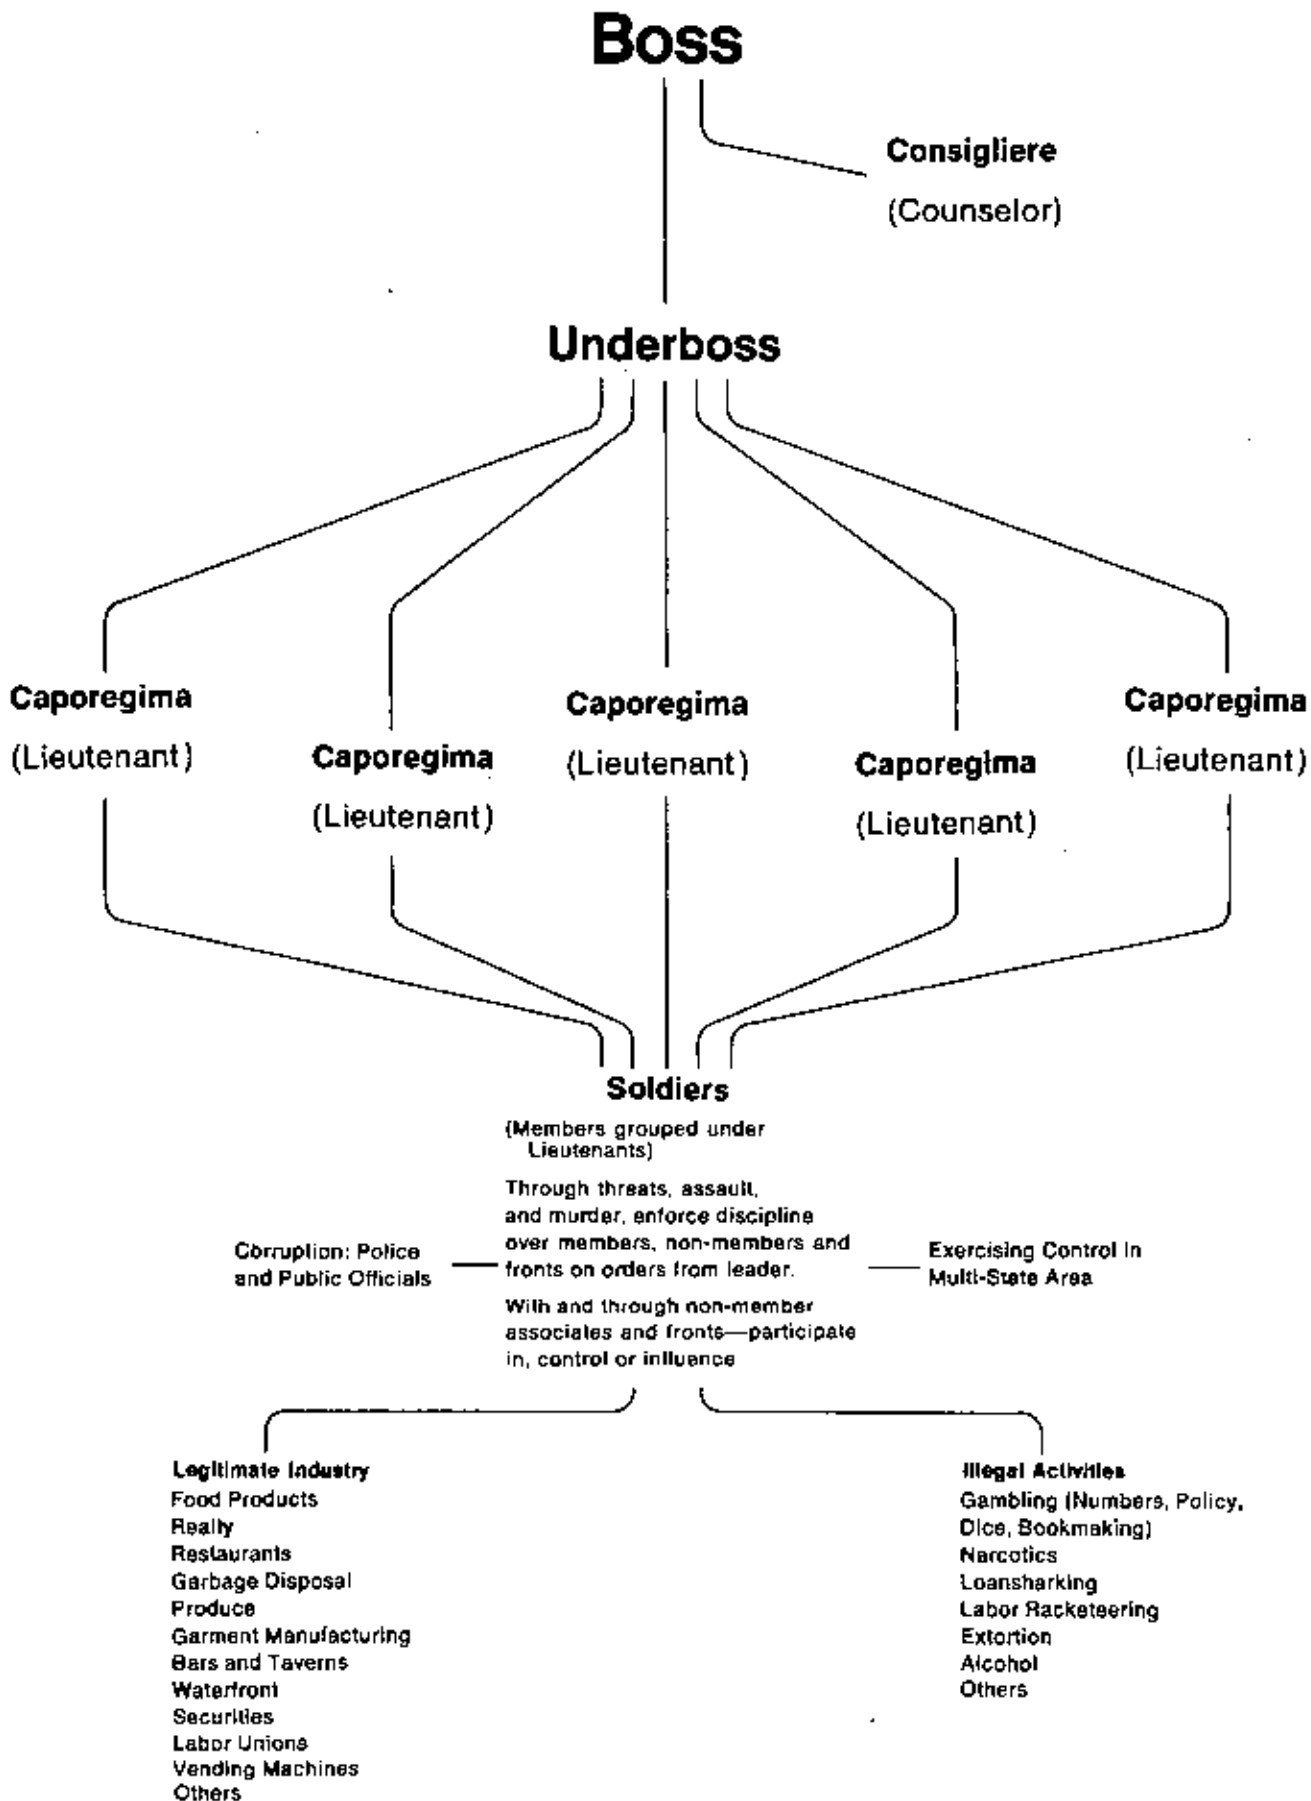 Boss
Consigliere
(Counselor)
Underboss
Caporegima
(Lieutenant)
Caporegima
(Lieutenant)
Caporegima
(Lieutenant)
Caporegima
(Lieutenant)
Caporegima
(Lieutenant)
Soldiers
(Members grouped under
Lieutenants)
Through threats, assault,
and murder, enforce discipline
over members, non-members and
fronts on orders from leader.
Corruption: Police
and Public Officials
Exercising Control In
Multi-State Area
With and through non-member
associates and fronts—participate
in, control or influence
Legitimate Industry
Food Products
Realty
Restaurants
Garbage Disposal
Produce
Garment Manufacturing
Bars and Taverns
Waterfront
Securities
Labor Unions
Vending Machines
Others
Illegal Activities
Gambling (Numbers, Policy,
Dice, Bookmaking)
Narcotics
Loansharking
Labor Racketeering
Extortion
Alcohol
Others